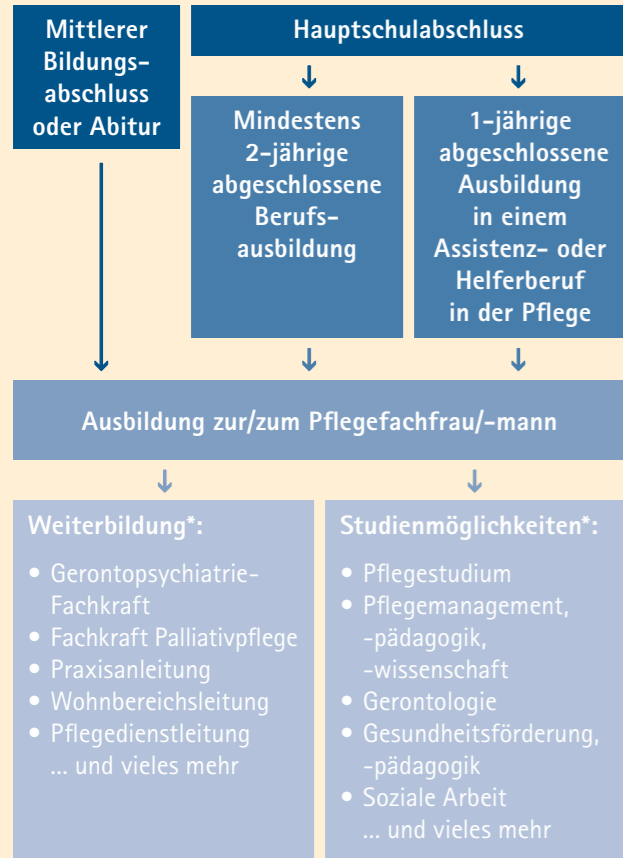 Mittlerer
Bildungs-
abschluss
oder Abitur
Hauptschulabschluss
Mindestens
2-jährige
abgeschlossene
Berufs-
ausbildung
1-jährige
abgeschlossene
Ausbildung
in einem
Assistenz- oder
Helferberuf
in der Pflege
Ausbildung zur/zum Pflegefachfrau/-mann
Weiterbildung*:
• Gerontopsychiatrie-
Fachkraft
• Fachkraft Palliativpflege
• Praxisanleitung
• Wohnbereichsleitung
• Pflegedienstleitung
... und vieles mehr
Studienmöglichkeiten*:
• Pflegestudium
• Pflegemanagement,
-pädagogik,
-wissenschaft
• Gerontologie
• Gesundheitsförderung,
-pädagogik
• Soziale Arbeit
... und vieles mehr